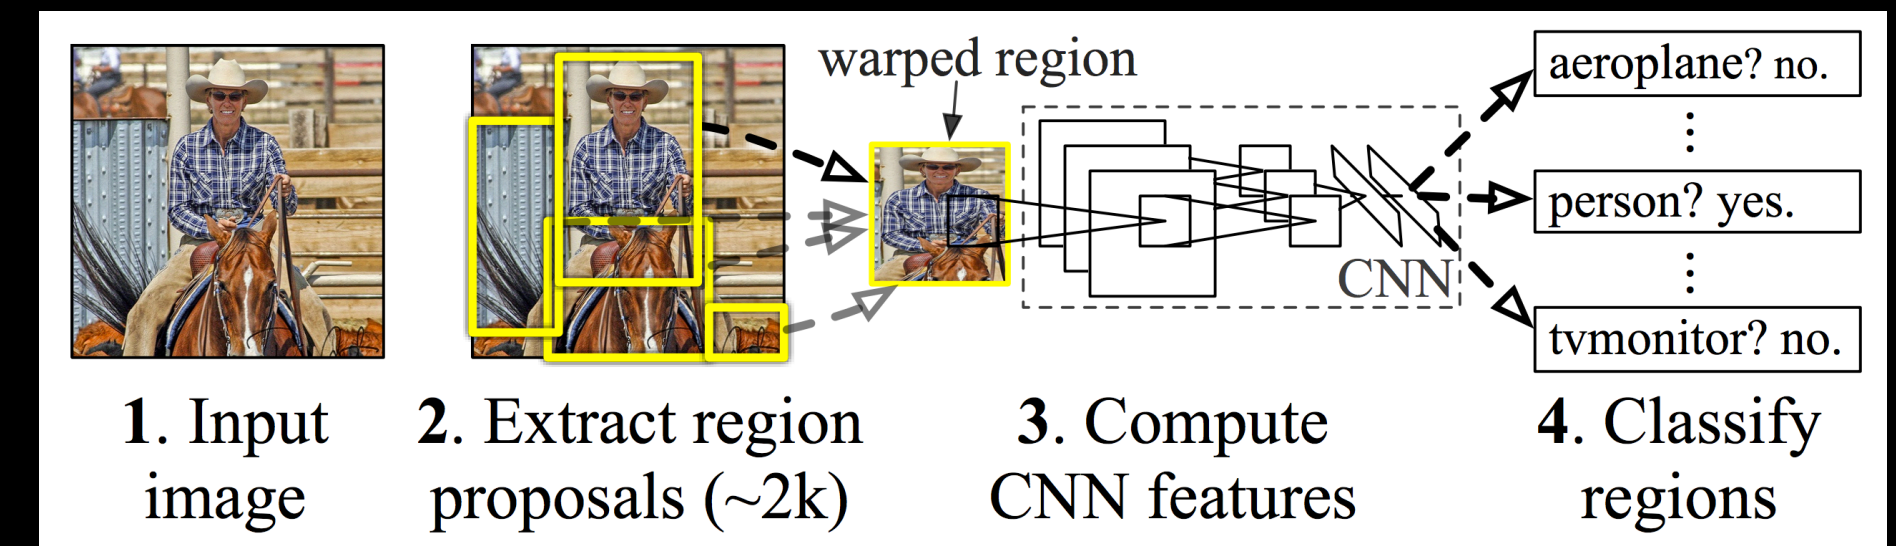 warped region
aeroplane? no.
person? yes.
CNN
tvmonitor? no.
1. Input
image
2. Extract region
proposals (~2k)
3. Compute
CNN features
4. Classify
regions